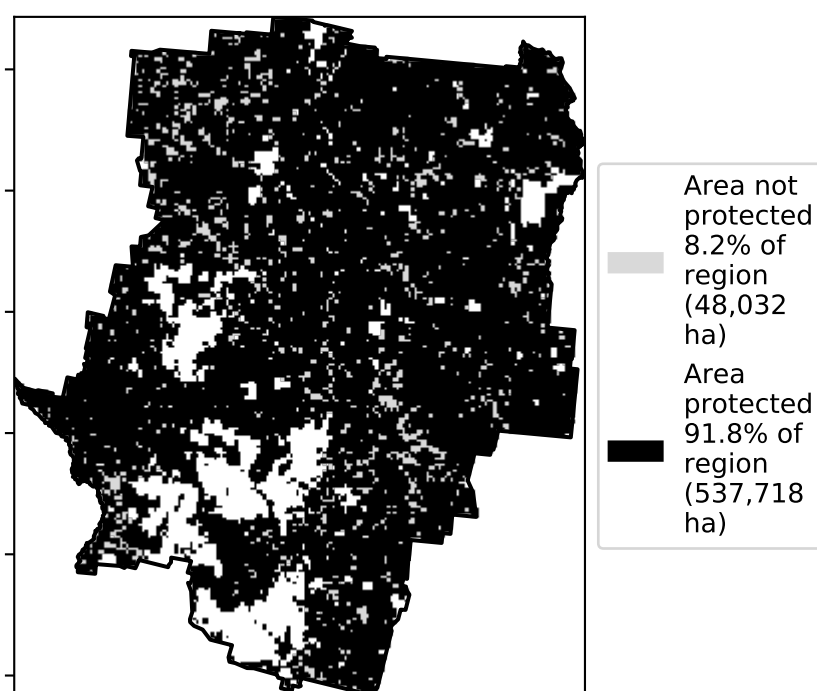 Area not
protected
8.2% of
region
(48,032
ha)
Area
protected
91.8% of
region
(537,718
ha)